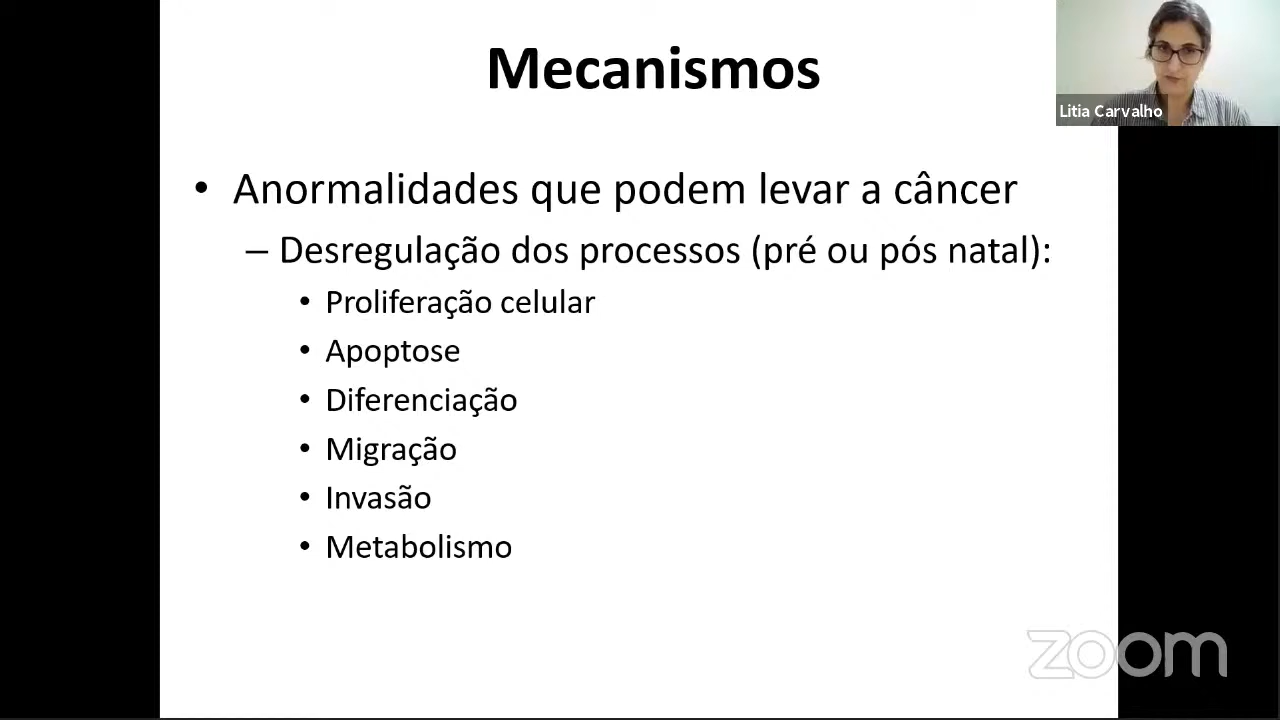 Mecanismos
Litia Carvalho
• Anormalidades que podem levar a câncer
– Desregulação dos processos (pré ou pós natal):
• Proliferação celular
• Apoptose
• Diferenciação
• Migração
• Invasão
• Metabolismo
zoom